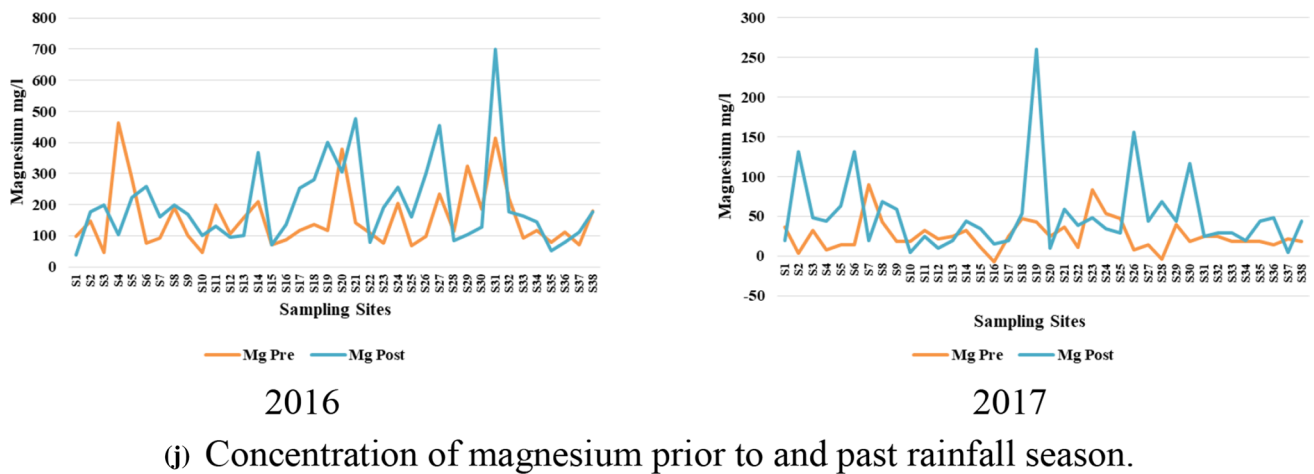 800
700
600
500
400
300
200
100
0
Magnesium mg/l
S1 S2 S3 S4 S5 S6 S7 S8 S9 S10 S11 S12 S13 S14 S15 S16 S17 S18 S19 S20 S21 S22 S23 S24 S25 S26 S27 S28 S29 S30 S31 S32 S33 S34 S35 S36 S37 S38
Sampling Sites
Mg Pre Mg Post
2016
300
250
200
150
100
50
0
-50
Magnesium mg/l
S1 S2 S3 S4 S5 S6 S7 S8 S9 S10 S11 S12 S13 S14 S15 S16 S17 S18 S19 S20 S21 S22 S23 S24 S25 S26 S27 S28 S29 S30 S31 S32 S33 S34 S35 S36 S37 S38
Sampling Sites
Mg Pre Mg Post
2017
(j) Concentration of magnesium prior to and past rainfall season.